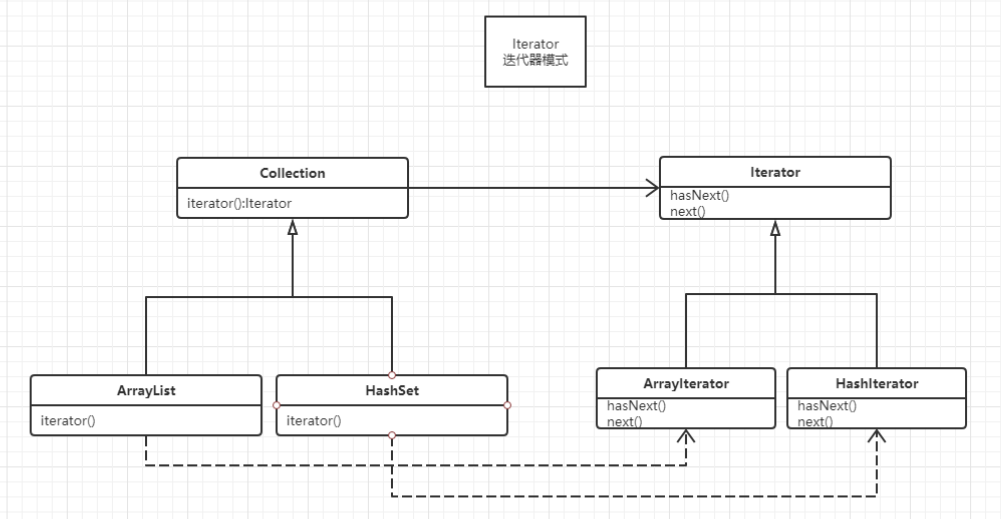 Iterator
迭代器模式
Collection
iterator():Iterator
Iterator
hasNext()
next()
ArrayList
iterator()
HashSet
iterator()
ArrayIterator
hasNext()
next()
HashIterator
hasNext()
next()